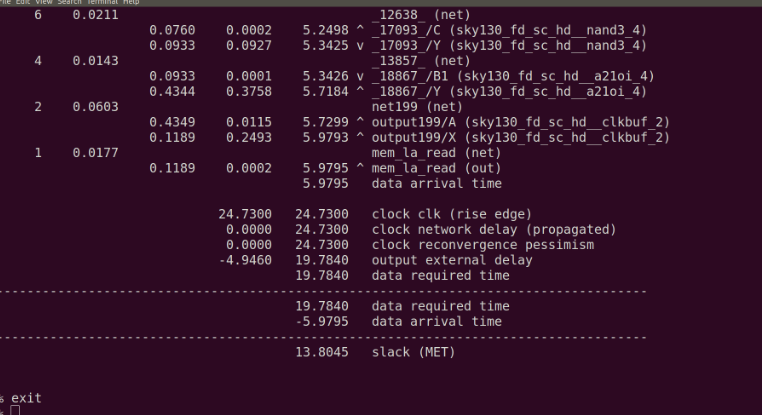 File Edit View Search Terminal Help
6 0.0211 _12638_ (net)
0.0760 0.0002 5.2498 ^ _17093_/C (sky130_fd_sc_hd__nand3_4)
0.0933 0.0927 5.3425 v _17093_/Y (sky130_fd_sc_hd__nand3_4)
4 0.0143 _13857_ (net)
0.0933 0.0001 5.3426 v _18867_/B1 (sky130_fd_sc_hd__a21oi_4)
0.4344 0.3758 5.7184 ^ _18867_/Y (sky130_fd_sc_hd__a21oi_4)
2 0.0603 net199 (net)
0.4349 0.0115 5.7299 ^ output199/A (sky130_fd_sc_hd__clkbuf_2)
0.1189 0.2493 5.9793 ^ output199/X (sky130_fd_sc_hd__clkbuf_2)
1 0.0177 mem_la_read (net)
0.1189 0.0002 5.9795 ^ mem_la_read (out)
5.9795 data arrival time
24.7300 24.7300 clock clk (rise edge)
0.0000 24.7300 clock network delay (propagated)
0.0000 24.7300 clock reconvergence pessimism
-4.9460 19.7840 output external delay
19.7840 data required time
-------------------------------------------------------------------------------------
19.7840 data required time
-5.9795 data arrival time
-------------------------------------------------------------------------------------
13.8045 slack (MET)
% exit
%